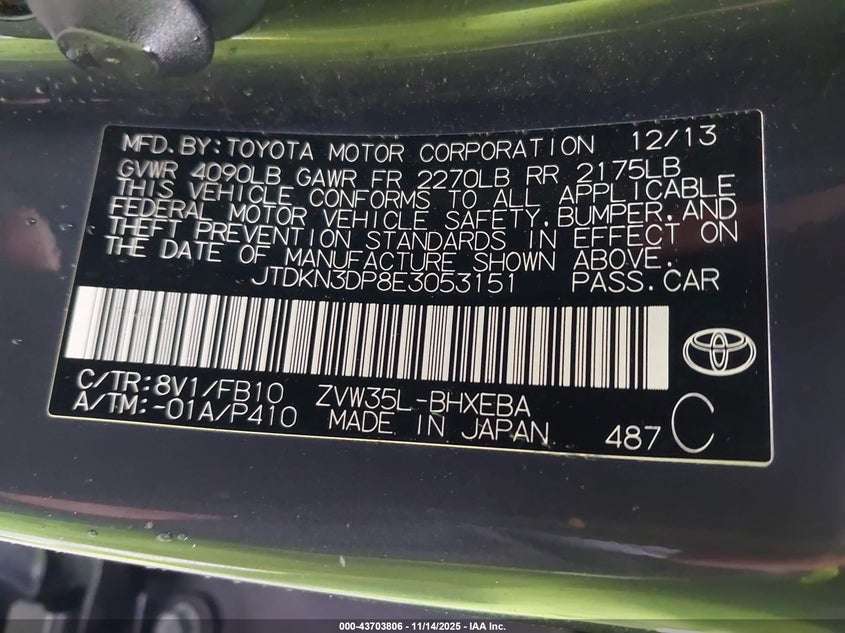 MFD. BY: TOYOTA MOTOR CORPORATION 12/13
GVWR 4090LB GAWR FR 2270LB RR 2175LB
THIS VEHICLE CONFORMS TO ALL APPLICABLE
FEDERAL MOTOR VEHICLE SAFETY, BUMPER, AND
THEFT PREVENTION STANDARDS IN EFFECT ON
THE DATE OF MANUFACTURE SHOWN ABOVE.
JTDKN3DP8E3053151 PASS. CAR
C/TR: 8V1/FB10 ZVW35L-BHXEBA
A/TM: -01A/P410 MADE IN JAPAN 487 C
000-43703806 - 11/14/2025 - IAA Inc.